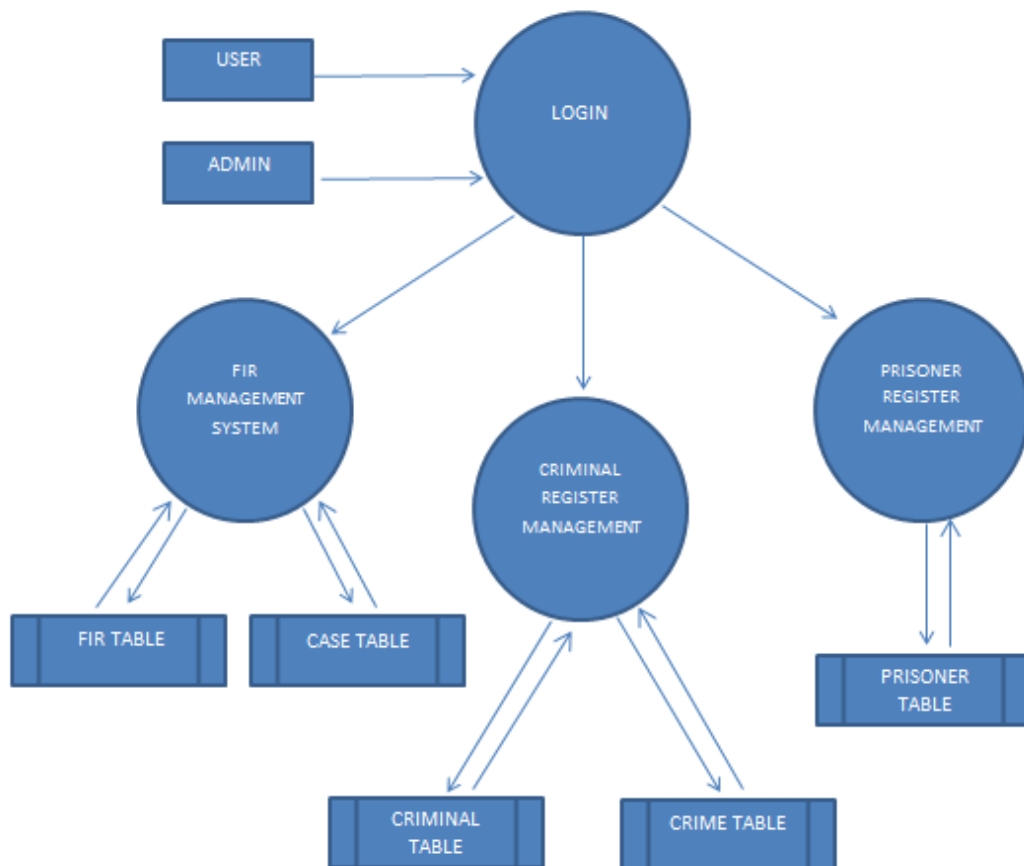 USER
LOGIN
ADMIN
FIR
MANAGEMENT
SYSTEM
PRISONER
REGISTER
MANAGEMENT
CRIMINAL
REGISTER
MANAGEMENT
FIR TABLE
CASE TABLE
PRISONER
TABLE
CRIMINAL
TABLE
CRIME TABLE